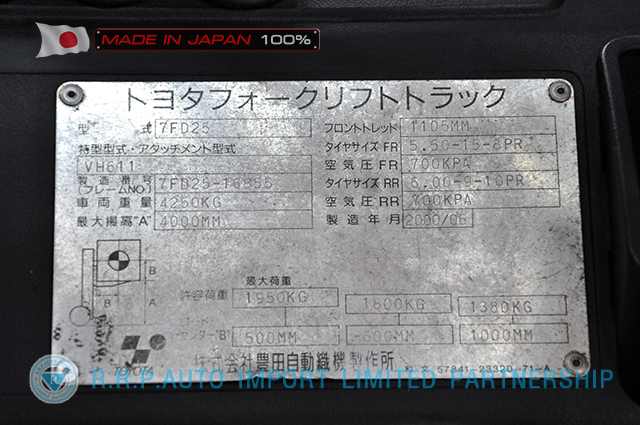 MADE IN JAPAN 100%
トヨタフォークリフトトラック
型式 7FD25 フロントトレッド 1105MM
特型型式・アタッチメント型式 タイヤサイズ FR 5.50-15-8PR
VH611 空気圧 FR 700KPA
製造番号 (フレームNO.) 7FD25-16955 タイヤサイズ RR 6.00-9-10PR
車両重量 4250KG 空気圧 RR 700KPA
最大揚高"A" 4000MM 製造年月 2000/06
B
B A
最大荷重
許容荷重 1950KG 1800KG 1380KG
センター"B" 500MM 600MM 1000MM
TOYOTA 株式会社豊田自動織機製作所 57841-23320-71-A
R.R.P.AUTO IMPORT LIMITED PARTNERSHIP